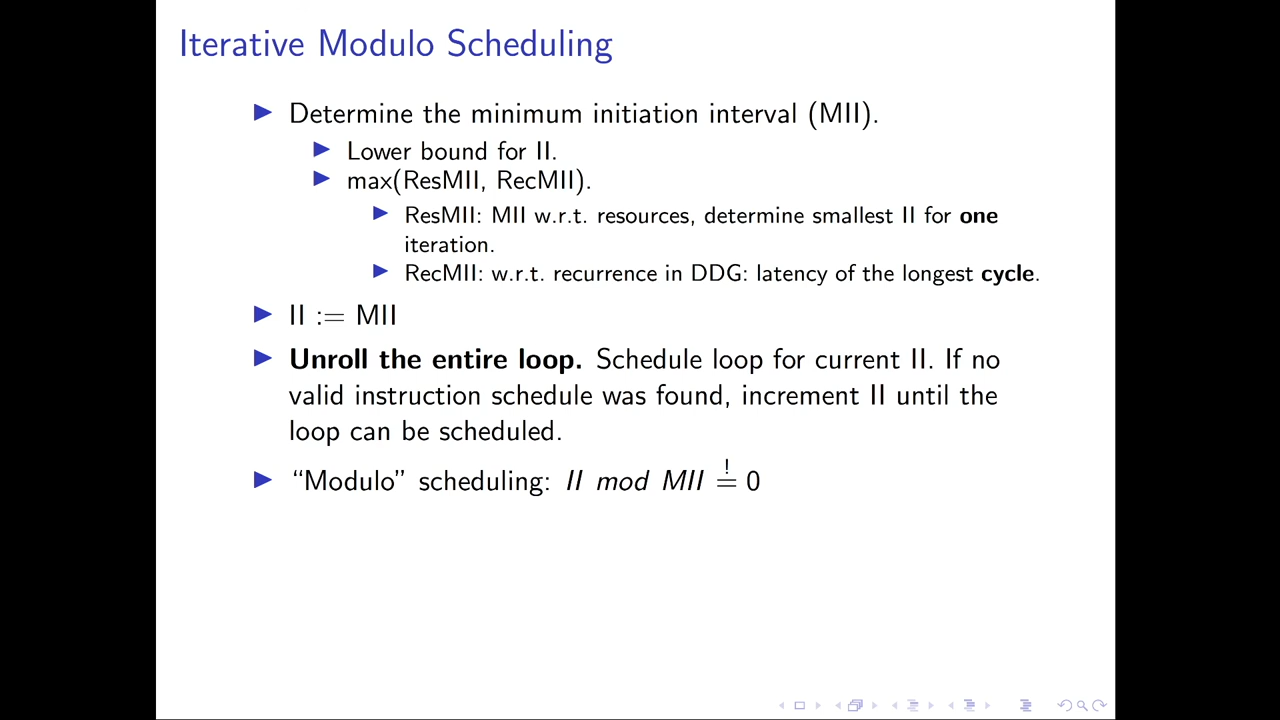 Iterative Modulo Scheduling
Determine the minimum initiation interval (MII).
Lower bound for II.
max(ResMII, RecMII).
ResMII: MII w.r.t. resources, determine smallest II for one
iteration.
RecMII: w.r.t. recurrence in DDG: latency of the longest cycle.
II := MII
Unroll the entire loop. Schedule loop for current II. If no
valid instruction schedule was found, increment II until the
loop can be scheduled.
“Modulo” scheduling: II mod MII =! 0